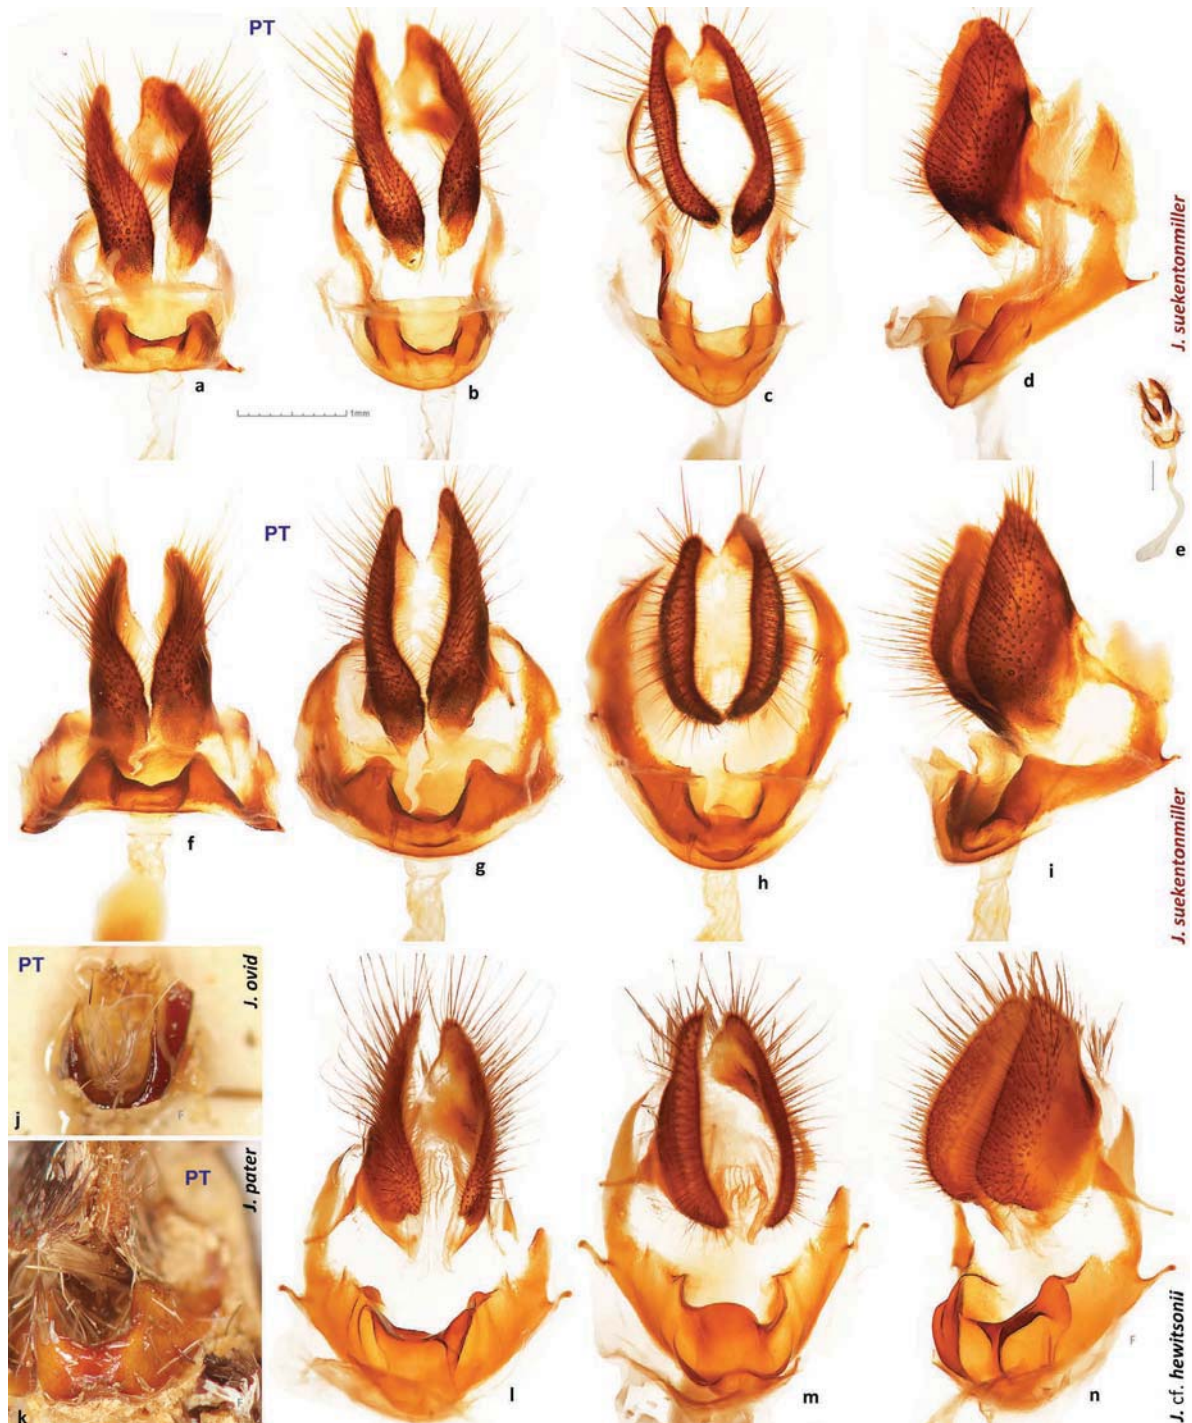 PT
a
b
c
d
J. suekentonmiller
1mm
e
PT
f
g
h
i
J. suekentonmiller
PT
J. ovid
F
j
PT
J. pater
F
k
l
m
n
F
J. cf. hewitsonii